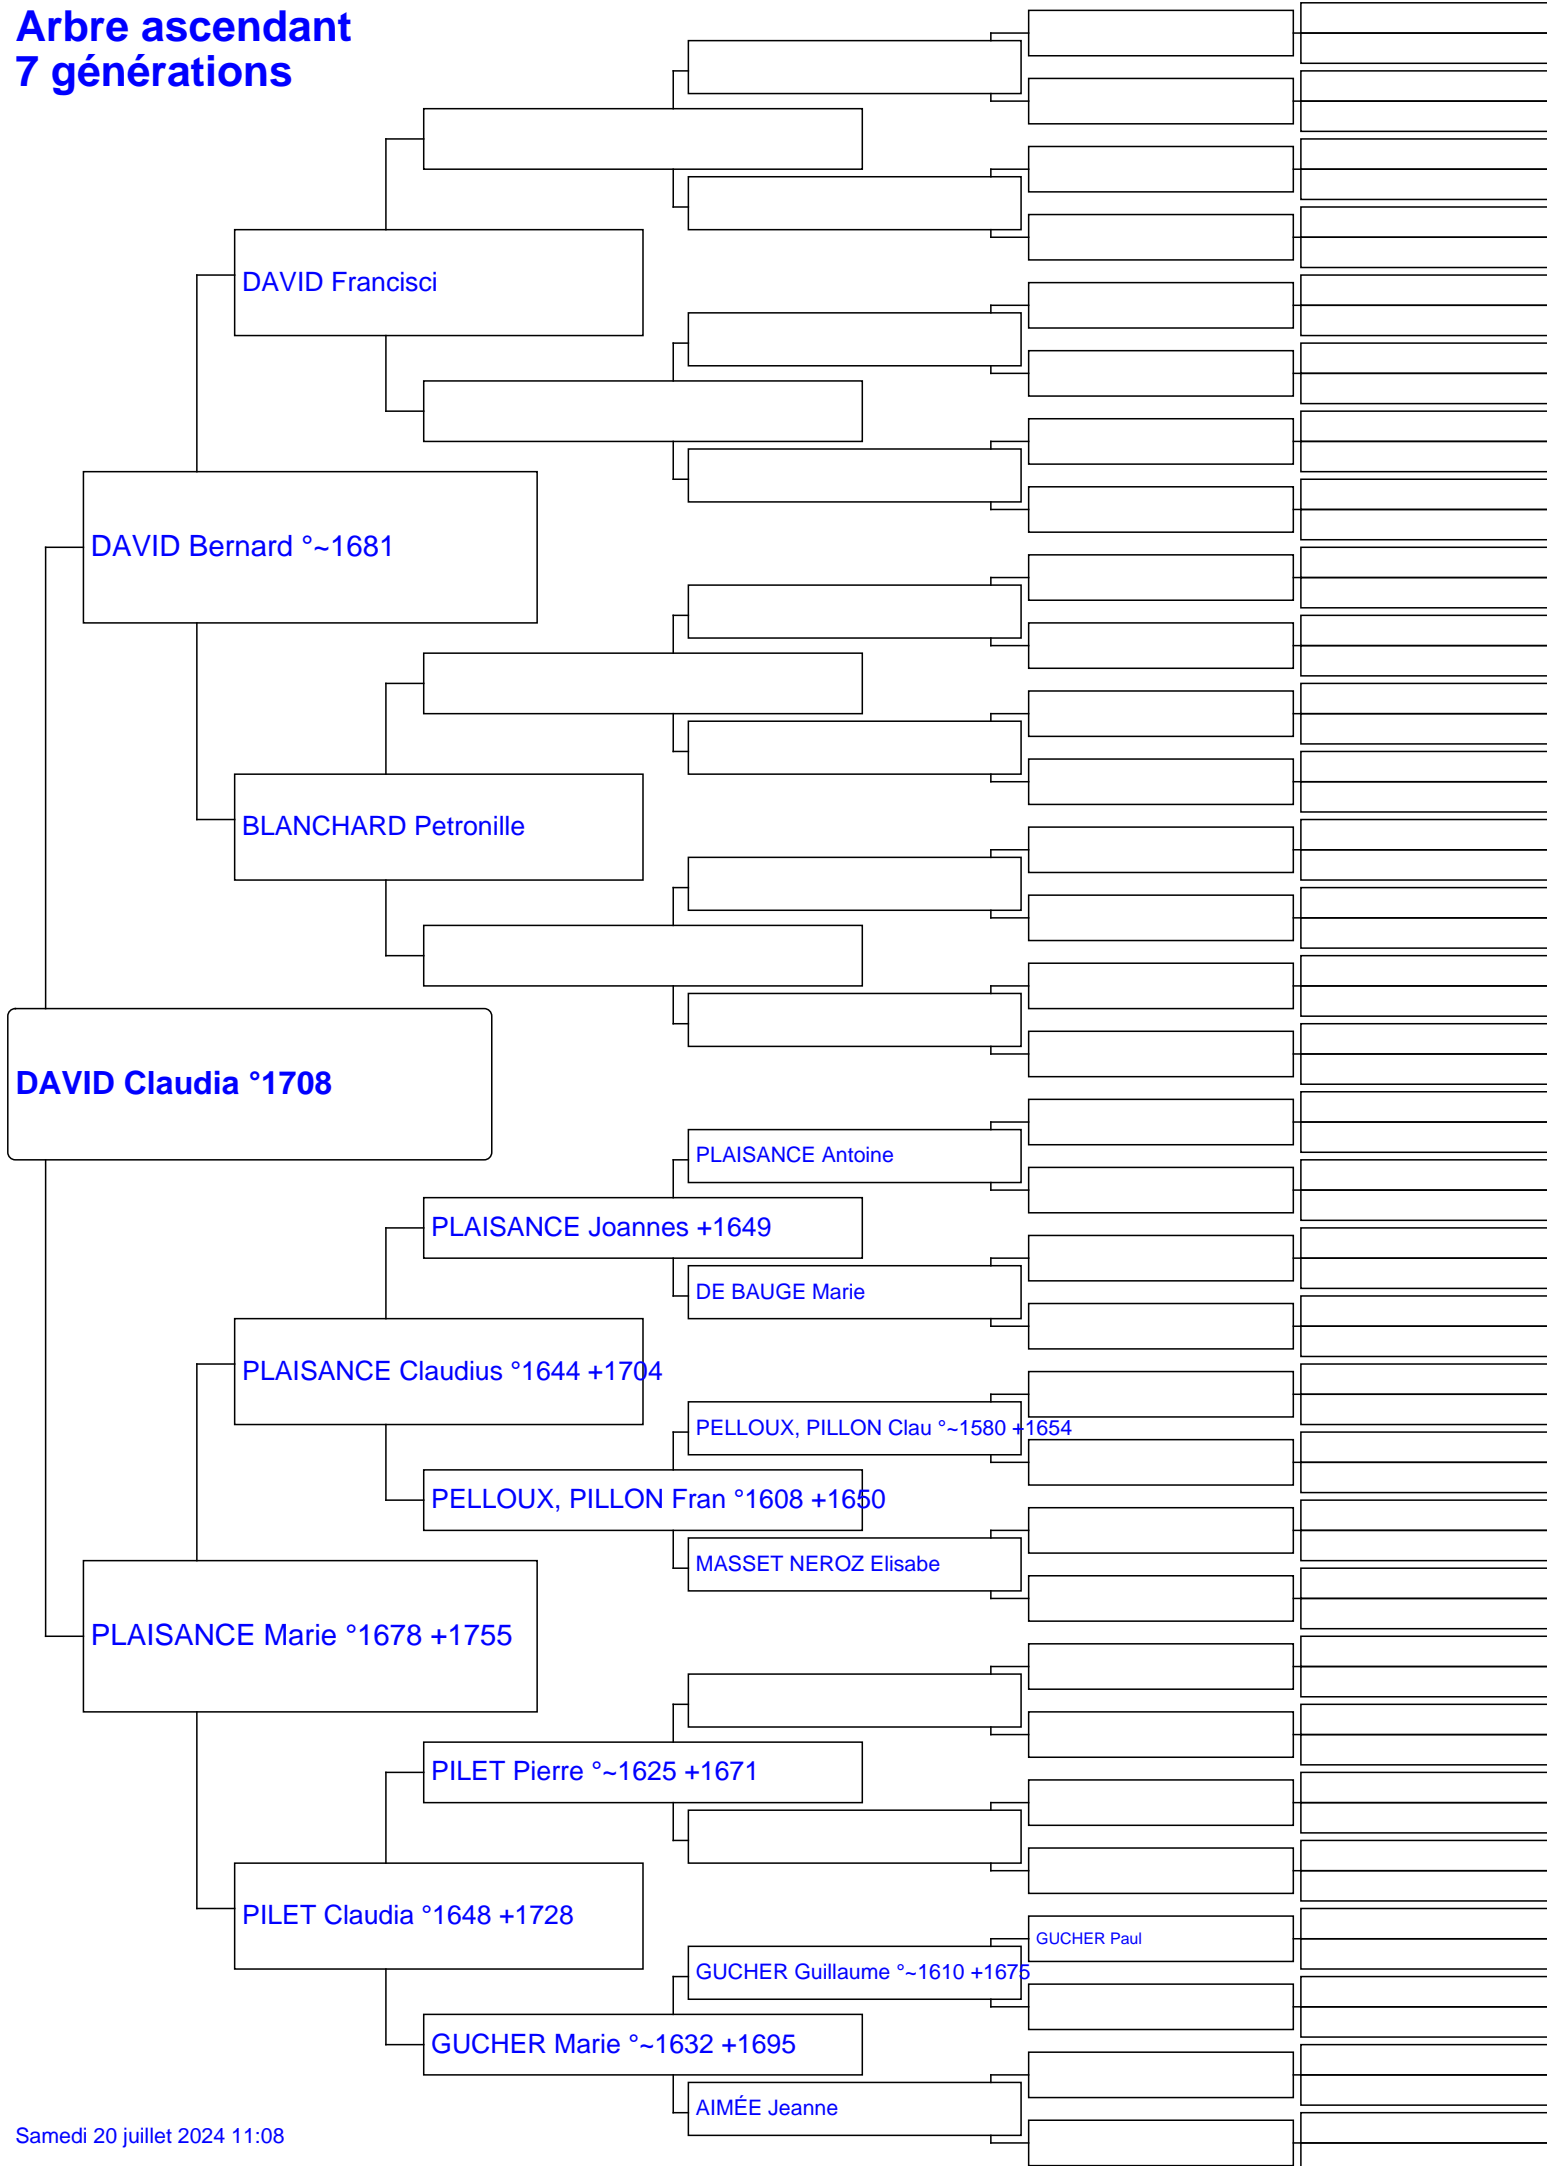 Arbre ascendant
7 générations
DAVID Francisci
DAVID Bernard °~1681
BLANCHARD Petronille
DAVID Claudia °1708
PLAISANCE Antoine
PLAISANCE Joannes +1649
DE BAUGE Marie
PLAISANCE Claudius °1644 +1704
PELLOUX, PILLON Clau °~1580 +1654
PELLOUX, PILLON Fran °1608 +1650
MASSET NEROZ Elisabe
PLAISANCE Marie °1678 +1755
PILET Pierre °~1625 +1671
PILET Claudia °1648 +1728
GUCHER Paul
GUCHER Guillaume °~1610 +1675
GUCHER Marie °~1632 +1695
AIMÉE Jeanne
Samedi 20 juillet 2024 11:08